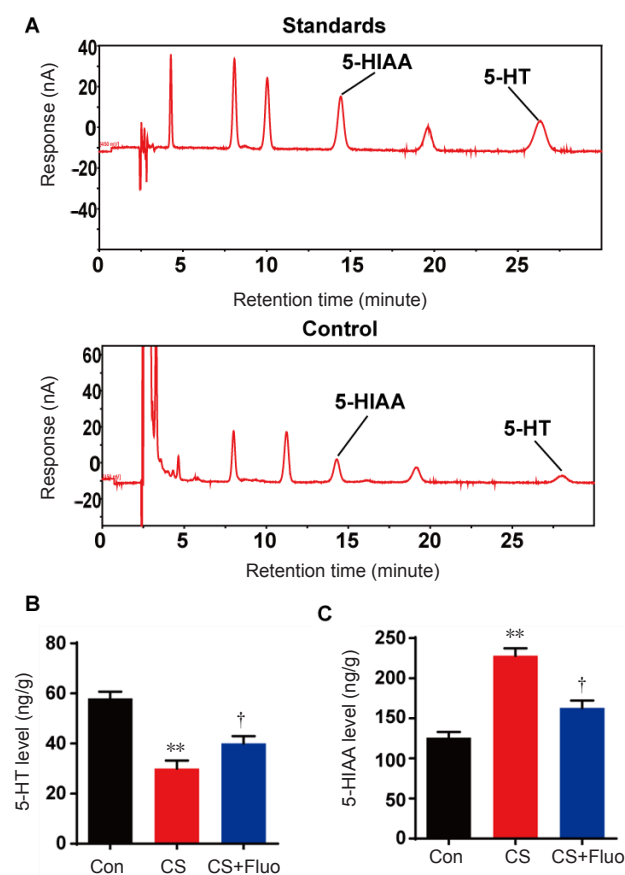 A
Standards
40
20
0
−20
−40
Response (nA)
5-HIAA
5-HT
0 5 10 15 20 25
Retention time (minute)
Control
60
40
20
0
−20
Response (nA)
5-HIAA
5-HT
0 5 10 15 20 25
Retention time (minute)
B
80
60
40
20
0
5-HT level (ng/g)
**
†
Con CS CS+Fluo
C
250
200
150
100
50
0
5-HIAA level (ng/g)
**
†
Con CS CS+Fluo